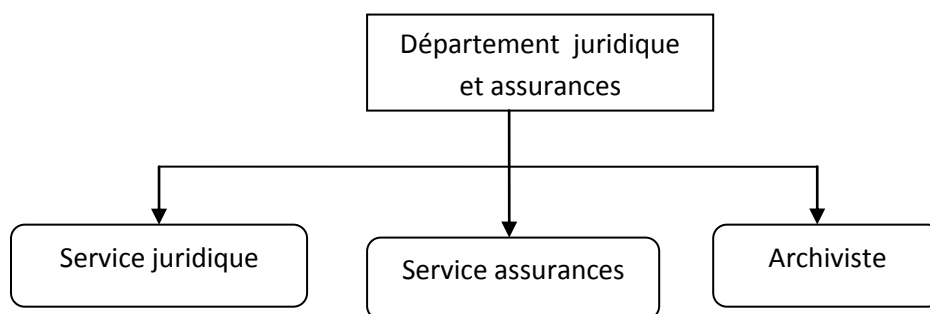 Département juridique
et assurances
Service juridique
Service assurances
Archiviste